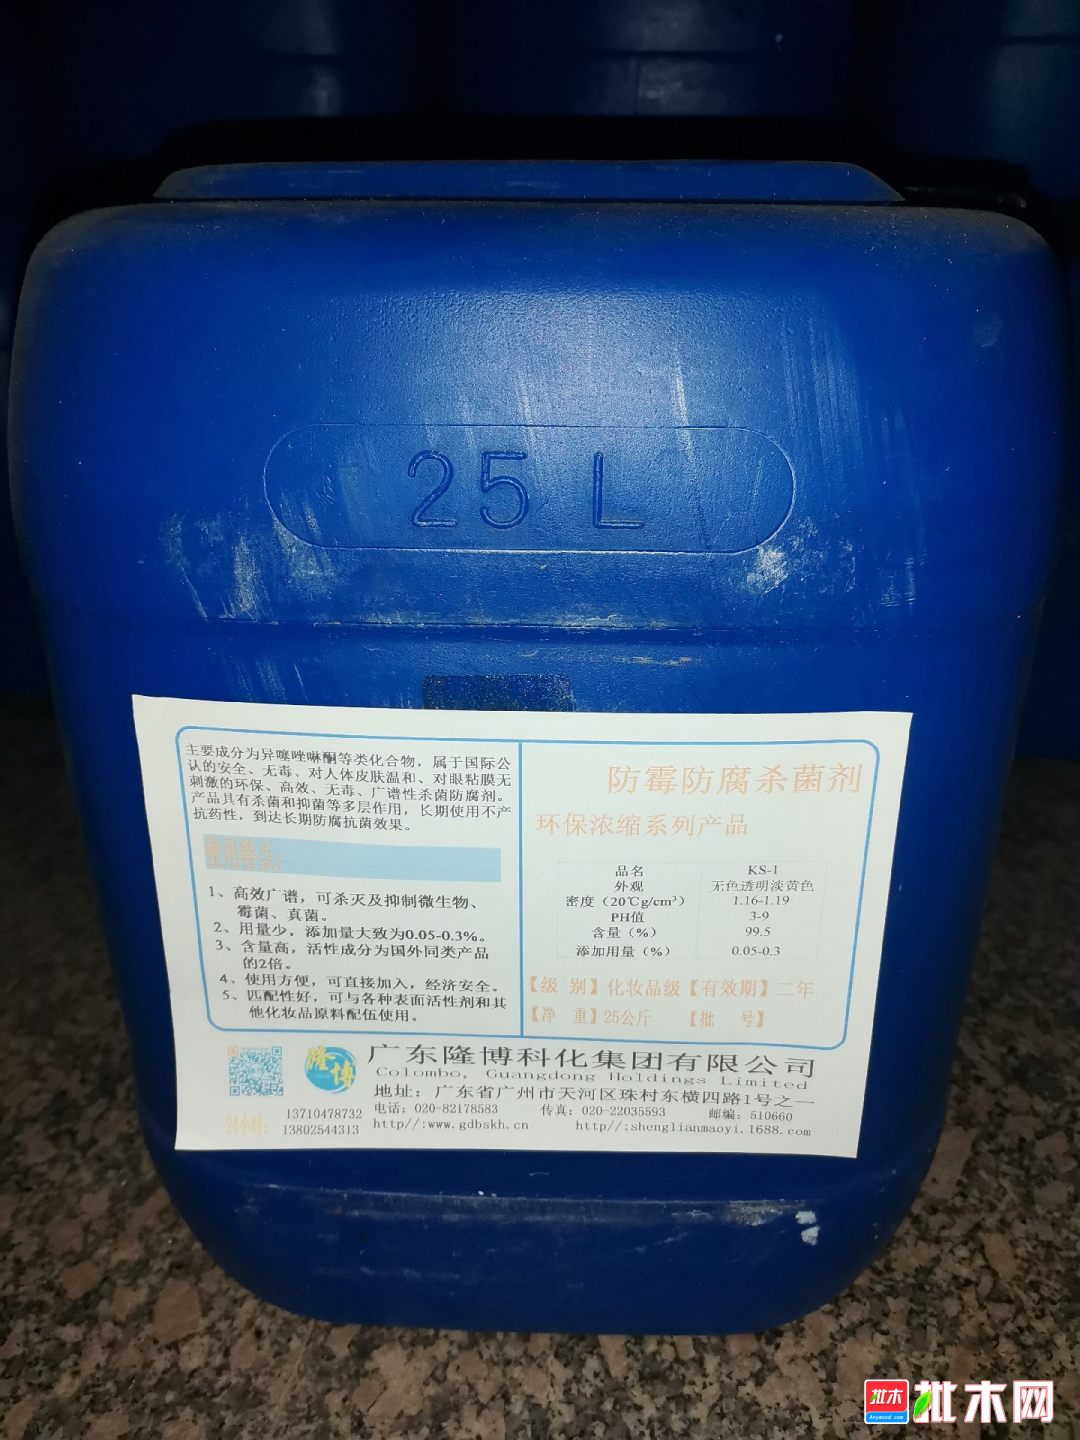 25 L
主要成分为异噻唑啉酮等类化合物，属于国际公
认的安全、无毒、对人体皮肤温和、对眼粘膜无
刺激的环保、高效、无毒、广谱性杀菌防腐剂。
产品具有杀菌和抑菌等多层作用，长期使用不产
抗药性，到达长期防腐抗菌效果。
1、高效广谱，可杀灭及抑制微生物、
霉菌、真菌。
2、用量少，添加量大致为0.05-0.3%。
3、含量高，活性成分为国外同类产品
的2倍。
4、使用方便，可直接加入，经济安全。
5、匹配性好，可与各种表面活性剂和其
他化妆品原料配伍使用。
防霉防腐杀菌剂
环保浓缩系列产品
品名 KS-1
外观 无色透明淡黄色
密度（20℃g/cm³） 1.16-1.19
PH值 3-9
含量（%） 99.5
添加用量（%） 0.05-0.3
【级 别】化妆品级【有效期】二年
【净 重】25公斤 【批 号】
隆博
广东隆博科化集团有限公司
Colombo, Guangdong Holdings Limited
地址：广东省广州市天河区珠村东横四路1号之一
24小时：
13710478732
13802544313
电话：020-82178583 传真：020-22035593 邮编：510660
http//:www.gdbskh.cn http//:shenglianmaoyi.1688.com
批木
Anywood.com
批木网